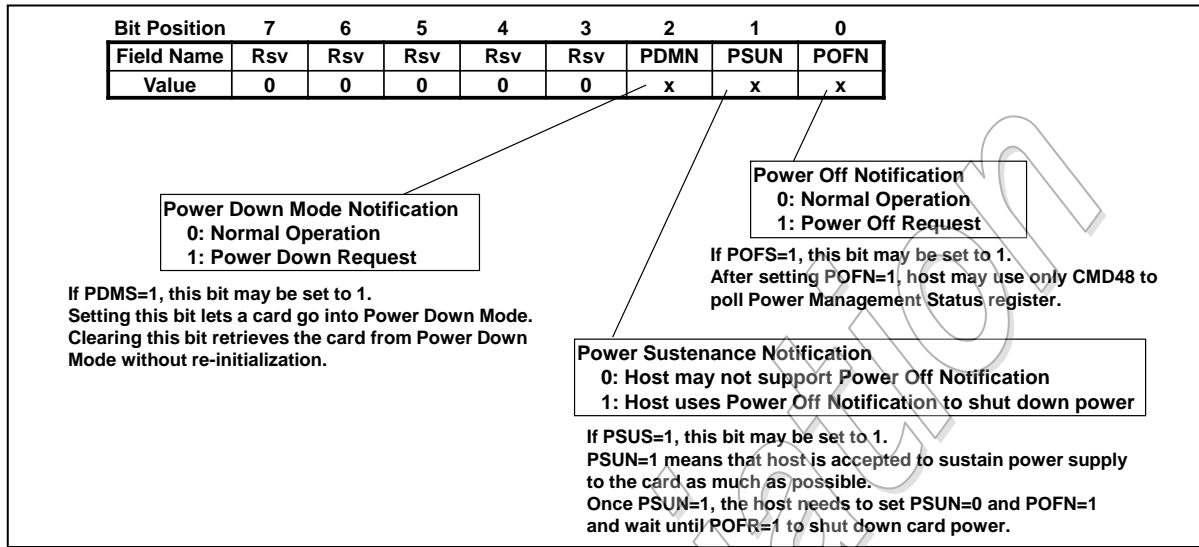 Bit Position 7 6 5 4 3 2 1 0
Field Name Rsv Rsv Rsv Rsv Rsv PDMN PSUN POFN
Value 0 0 0 0 0 x x x
Power Down Mode Notification
0: Normal Operation
1: Power Down Request
If PDMS=1, this bit may be set to 1.
Setting this bit lets a card go into Power Down Mode.
Clearing this bit retrieves the card from Power Down
Mode without re-initialization.
Power Off Notification
0: Normal Operation
1: Power Off Request
If POFS=1, this bit may be set to 1.
After setting POFN=1, host may use only CMD48 to
poll Power Management Status register.
Power Sustenance Notification
0: Host may not support Power Off Notification
1: Host uses Power Off Notification to shut down power
If PSUS=1, this bit may be set to 1.
PSUN=1 means that host is accepted to sustain power supply
to the card as much as possible.
Once PSUN=1, the host needs to set PSUN=0 and POFN=1
and wait until POFR=1 to shut down card power.